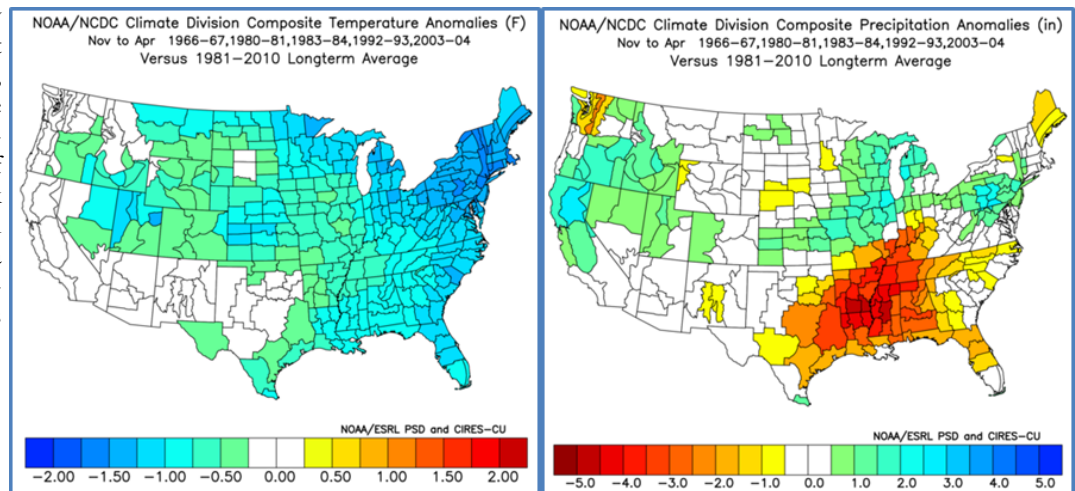 NOAA/NCDC Climate Division Composite Temperature Anomalies (F)
Nov to Apr 1966-67,1980-81,1983-84,1992-93,2003-04
Versus 1981-2010 Longterm Average
NOAA/ESRL PSD and CIRES-CU
-2.00 -1.50 -1.00 -0.50 0.00 0.50 1.00 1.50 2.00
NOAA/NCDC Climate Division Composite Precipitation Anomalies (in)
Nov to Apr 1966-67,1980-81,1983-84,1992-93,2003-04
Versus 1981-2010 Longterm Average
NOAA/ESRL PSD and CIRES-CU
-5.0 -4.0 -3.0 -2.0 -1.0 0.0 1.0 2.0 3.0 4.0 5.0